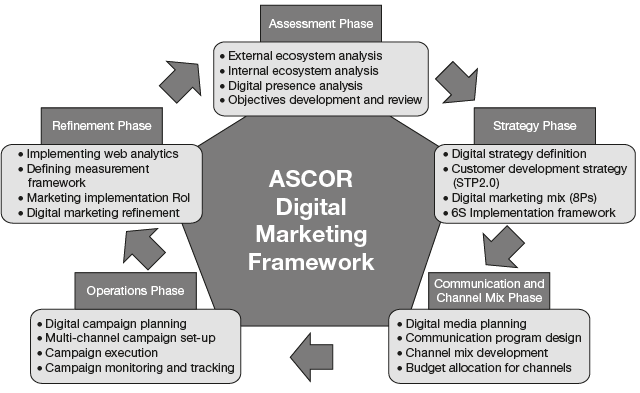 Assessment Phase
• External ecosystem analysis
• Internal ecosystem analysis
• Digital presence analysis
• Objectives development and review
Strategy Phase
• Digital strategy definition
• Customer development strategy
(STP2.0)
• Digital marketing mix (8Ps)
• 6S Implementation framework
Communication and
Channel Mix Phase
• Digital media planning
• Communication program design
• Channel mix development
• Budget allocation for channels
Operations Phase
• Digital campaign planning
• Multi-channel campaign set-up
• Campaign execution
• Campaign monitoring and tracking
Refinement Phase
• Implementing web analytics
• Defining measurement
framework
• Marketing implementation RoI
• Digital marketing refinement
ASCOR
Digital
Marketing
Framework